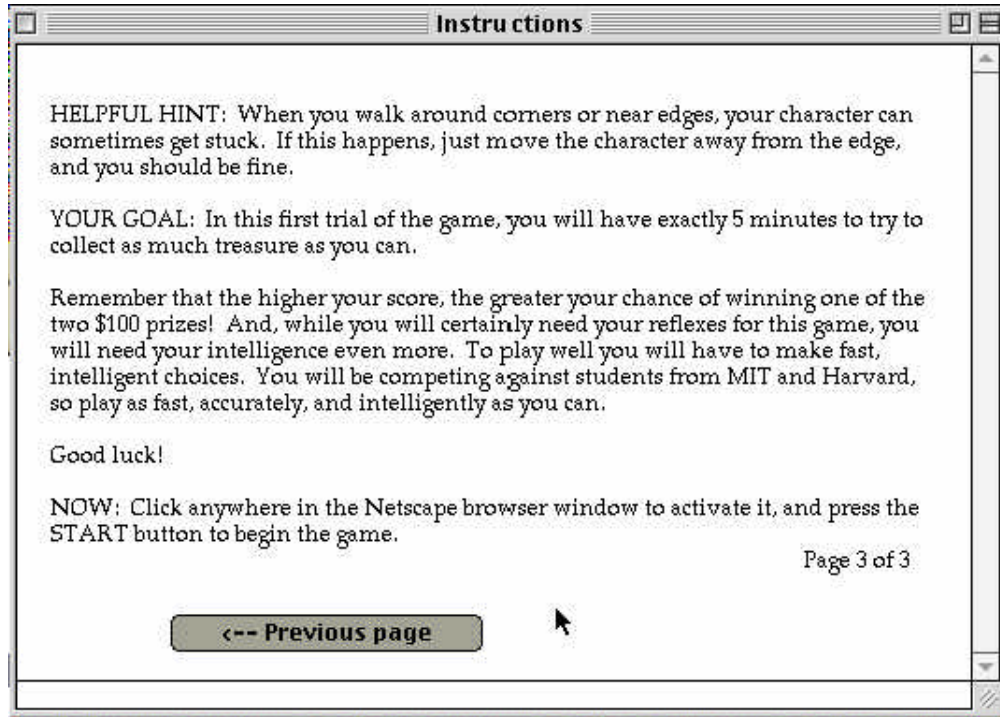 Instructions
HELPFUL HINT: When you walk around corners or near edges, your character can
sometimes get stuck. If this happens, just move the character away from the edge,
and you should be fine.
YOUR GOAL: In this first trial of the game, you will have exactly 5 minutes to try to
collect as much treasure as you can.
Remember that the higher your score, the greater your chance of winning one of the
two $100 prizes! And, while you will certainly need your reflexes for this game, you
will need your intelligence even more. To play well you will have to make fast,
intelligent choices. You will be competing against students from MIT and Harvard,
so play as fast, accurately, and intelligently as you can.
Good luck!
NOW: Click anywhere in the Netscape browser window to activate it, and press the
START button to begin the game.
Page 3 of 3
<-- Previous page